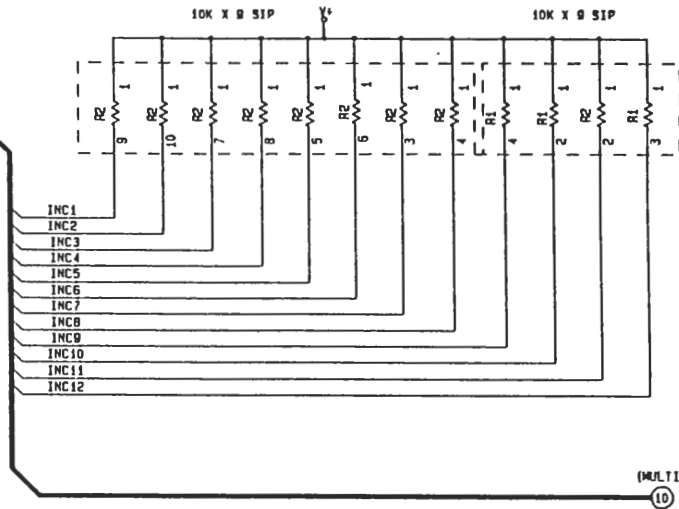 10K X 9 SIP
V+
10K X 9 SIP
1 1 1 1 1 1 1 1 1 1 1 1
R2 R2 R2 R2 R2 R2 R2 R2 R1 R1 R2 R1
9 10 7 8 5 6 3 4 4 2 2 3
INC1
INC2
INC3
INC4
INC5
INC6
INC7
INC8
INC9
INC10
INC11
INC12
(MULTI
10